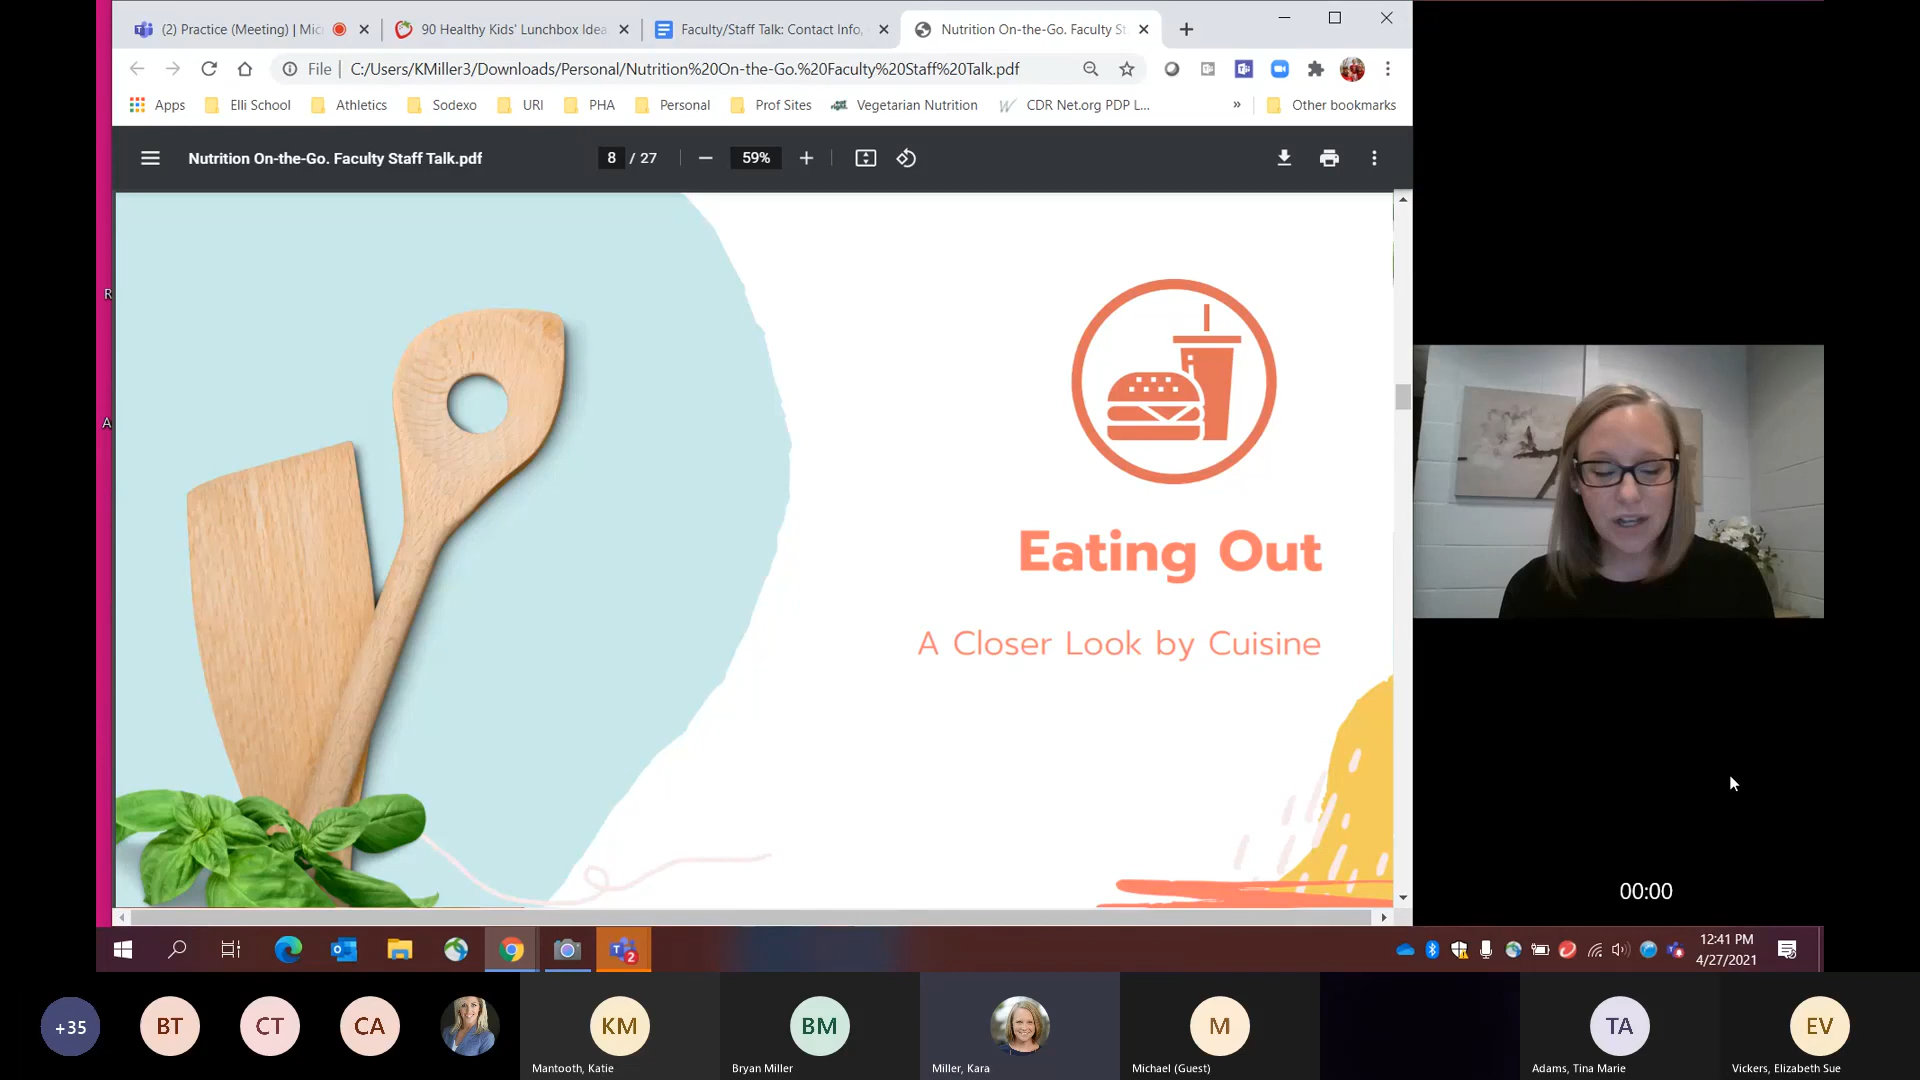 (2) Practice (Meeting) | Mic
90 Healthy Kids' Lunchbox Idea
Faculty/Staff Talk: Contact Info,
Nutrition On-the-Go. Faculty St
File | C:/Users/KMiller3/Downloads/Personal/Nutrition%20On-the-Go.%20Faculty%20Staff%20Talk.pdf
Apps
Elli School
Athletics
Sodexo
URI
PHA
Personal
Prof Sites
Vegetarian Nutrition
CDR Net.org PDP L...
»
Other bookmarks
Nutrition On-the-Go. Faculty Staff Talk.pdf
8 / 27
59%
R
A
Eating Out
A Closer Look by Cuisine
00:00
2
12:41 PM
4/27/2021
+35
BT
CT
CA
KM
Mantooth, Katie
BM
Bryan Miller
Miller, Kara
M
Michael (Guest)
TA
Adams, Tina Marie
EV
Vickers, Elizabeth Sue